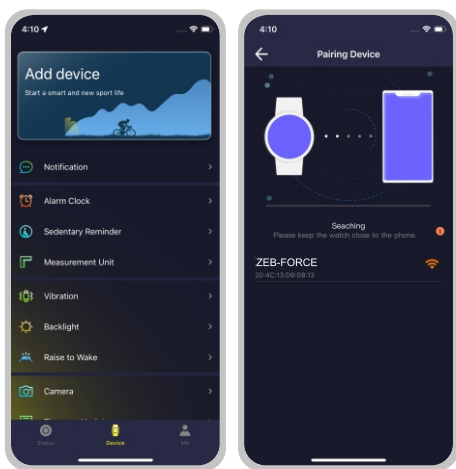 4:10
Add device
Start a smart and new sport life
Notification
Alarm Clock
Sedentary Reminder
Measurement Unit
Vibration
Backlight
Raise to Wake
Camera
Status
Device
Me
4:10
Pairing Device
Seaching
Please keep the watch close to the phone.
ZEB-FORCE
20:4C:13:D9:08:13